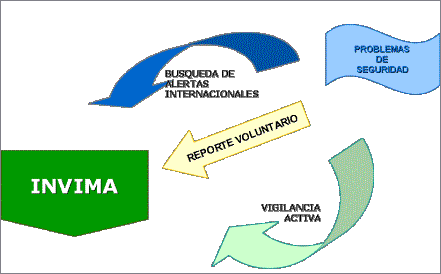 PROBLEMAS
DE
SEGURIDAD
BUSQUEDA DE
ALERTAS
INTERNACIONALES
REPORTE VOLUNTARIO
INVIMA
VIGILANCIA
ACTIVA